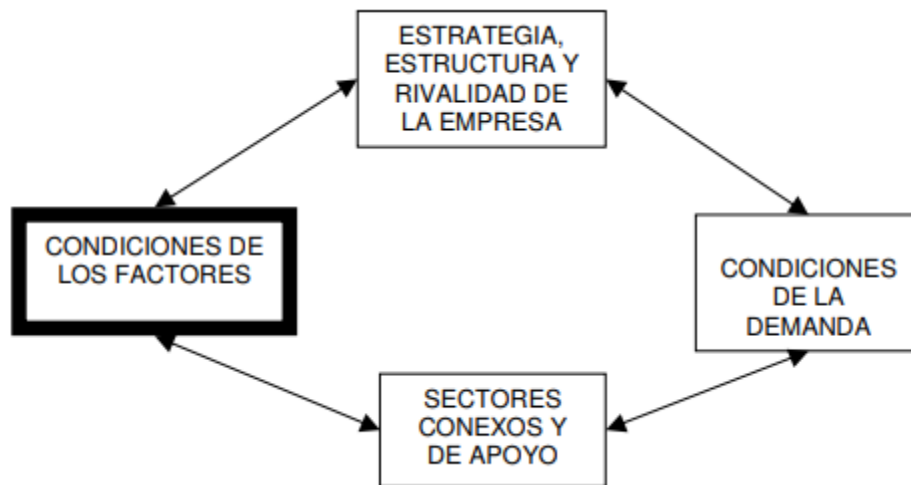 ESTRATEGIA,
ESTRUCTURA Y
RIVALIDAD DE
LA EMPRESA
CONDICIONES DE
LOS FACTORES
CONDICIONES
DE LA
DEMANDA
SECTORES
CONEXOS Y
DE APOYO